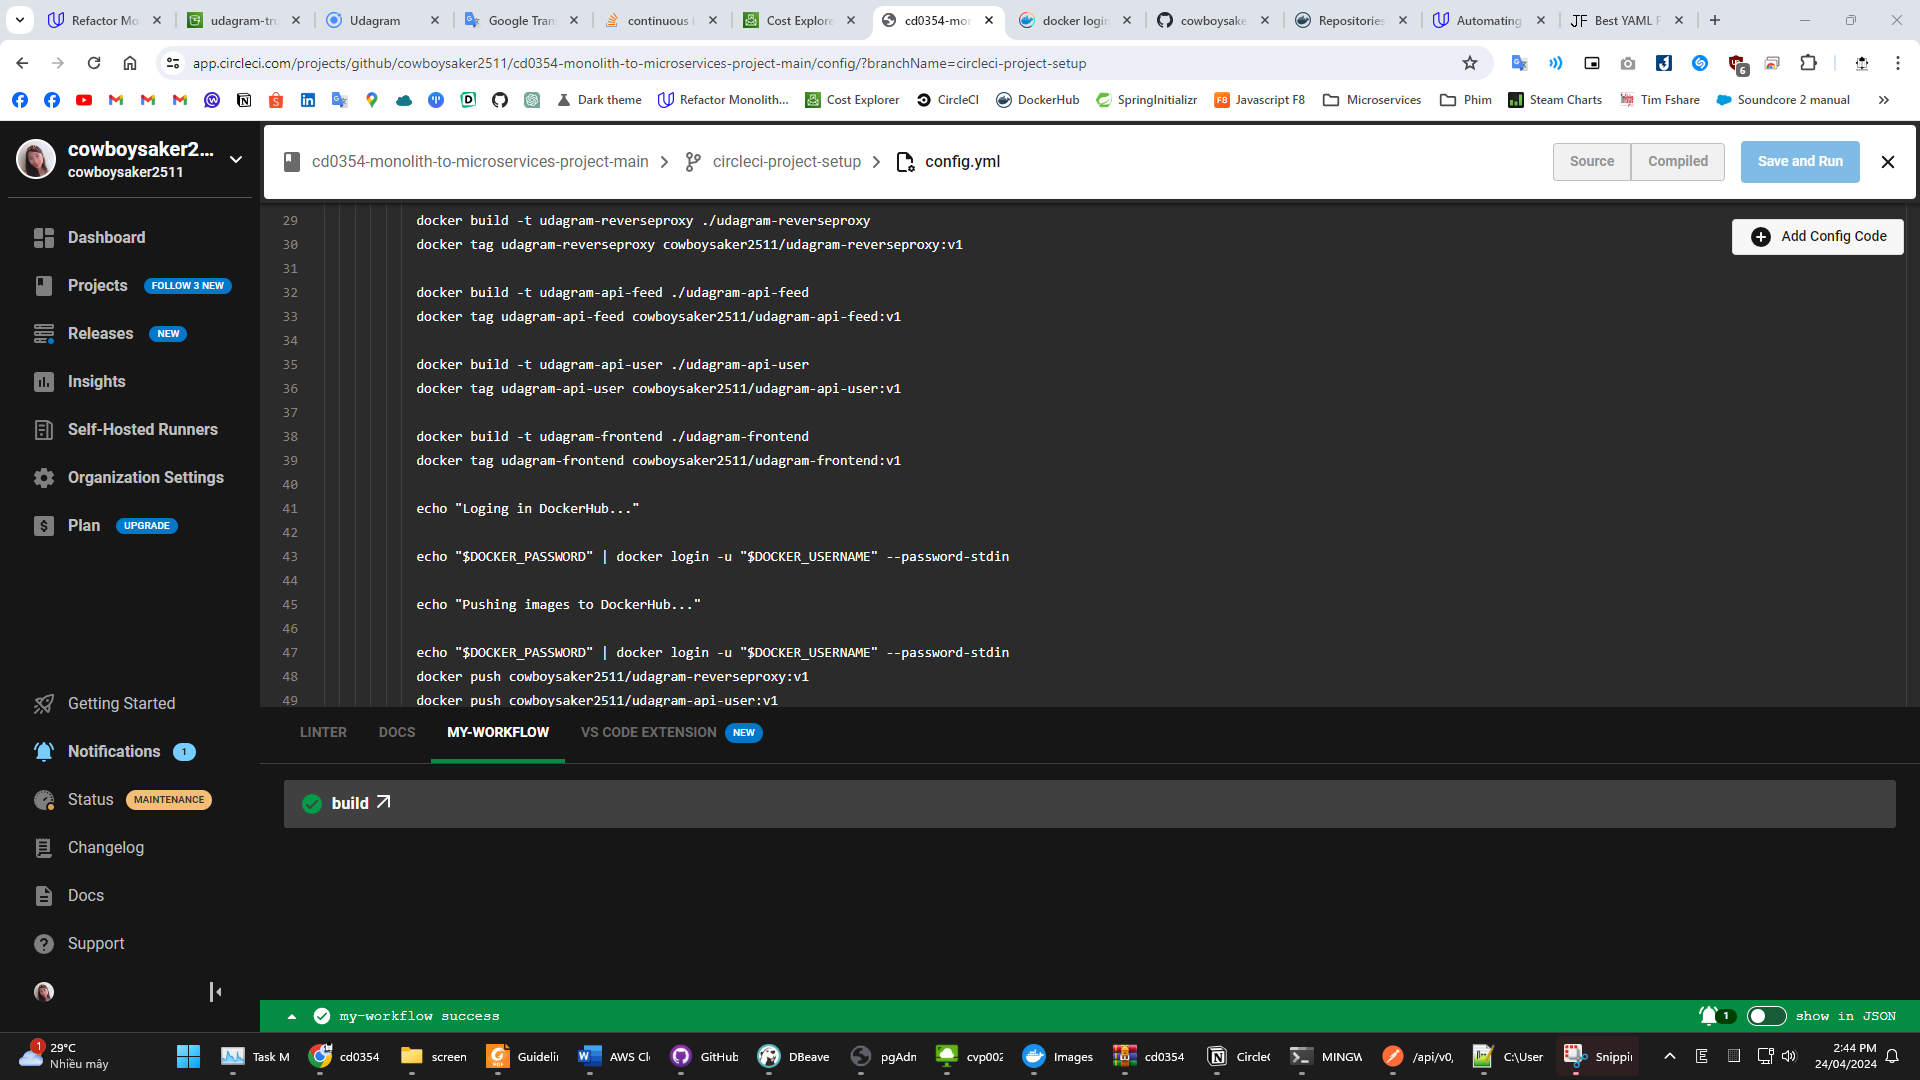 Refactor Mo
udagram-tru
Udagram
Google Tran
continuous i
Cost Explore
cd0354-mon
docker login
cowboysake
Repositories
Automating
Best YAML F
app.circleci.com/projects/github/cowboysaker2511/cd0354-monolith-to-microservices-project-main/config/?branchName=circleci-project-setup
6
Dark theme
Refactor Monolith...
Cost Explorer
CircleCI
DockerHub
SpringInitializr
Javascript F8
Microservices
Phim
Steam Charts
Tim Fshare
Soundcore 2 manual
cowboysaker2...
cowboysaker2511
Dashboard
Projects FOLLOW 3 NEW
Releases NEW
Insights
Self-Hosted Runners
Organization Settings
Plan UPGRADE
Getting Started
Notifications 1
Status MAINTENANCE
Changelog
Docs
Support
cd0354-monolith-to-microservices-project-main
circleci-project-setup
config.yml
Source
Compiled
Save and Run
Add Config Code
29 docker build -t udagram-reverseproxy ./udagram-reverseproxy
30 docker tag udagram-reverseproxy cowboysaker2511/udagram-reverseproxy:v1
31
32 docker build -t udagram-api-feed ./udagram-api-feed
33 docker tag udagram-api-feed cowboysaker2511/udagram-api-feed:v1
34
35 docker build -t udagram-api-user ./udagram-api-user
36 docker tag udagram-api-user cowboysaker2511/udagram-api-user:v1
37
38 docker build -t udagram-frontend ./udagram-frontend
39 docker tag udagram-frontend cowboysaker2511/udagram-frontend:v1
40
41 echo "Loging in DockerHub..."
42
43 echo "$DOCKER_PASSWORD" | docker login -u "$DOCKER_USERNAME" --password-stdin
44
45 echo "Pushing images to DockerHub..."
46
47 echo "$DOCKER_PASSWORD" | docker login -u "$DOCKER_USERNAME" --password-stdin
48 docker push cowboysaker2511/udagram-reverseproxy:v1
49 docker push cowboysaker2511/udagram-api-user:v1
LINTER
DOCS
MY-WORKFLOW
VS CODE EXTENSION NEW
build
my-workflow success
1
show in JSON
1
29°C
Nhiều mây
Task M
cd0354
screen
Guidelin
AWS Cl
GitHub
DBeave
pgAdn
cvp002
Images
cd0354
CircleC
MINGW
/api/v0,
C:\User
Snippin
2:44 PM
24/04/2024